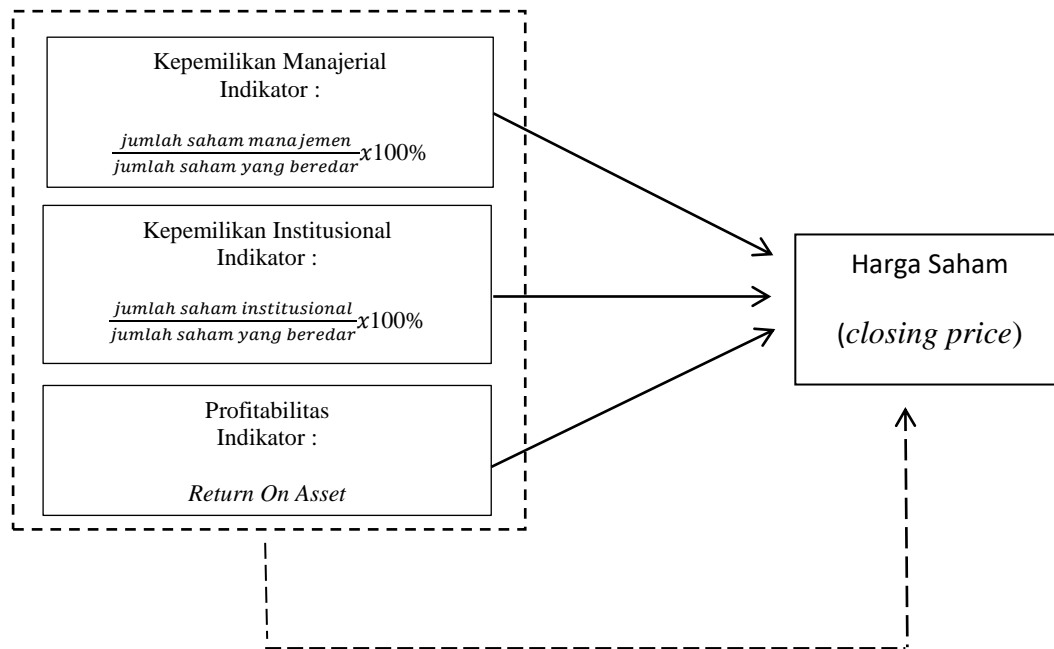 Kepemilikan Manajerial
Indikator :
jumlah saham manajemen
jumlah saham yang beredar x100%
Kepemilikan Institusional
Indikator :
jumlah saham institusional
jumlah saham yang beredar x100%
Profitabilitas
Indikator :
Return On Asset
Harga Saham
(closing price)